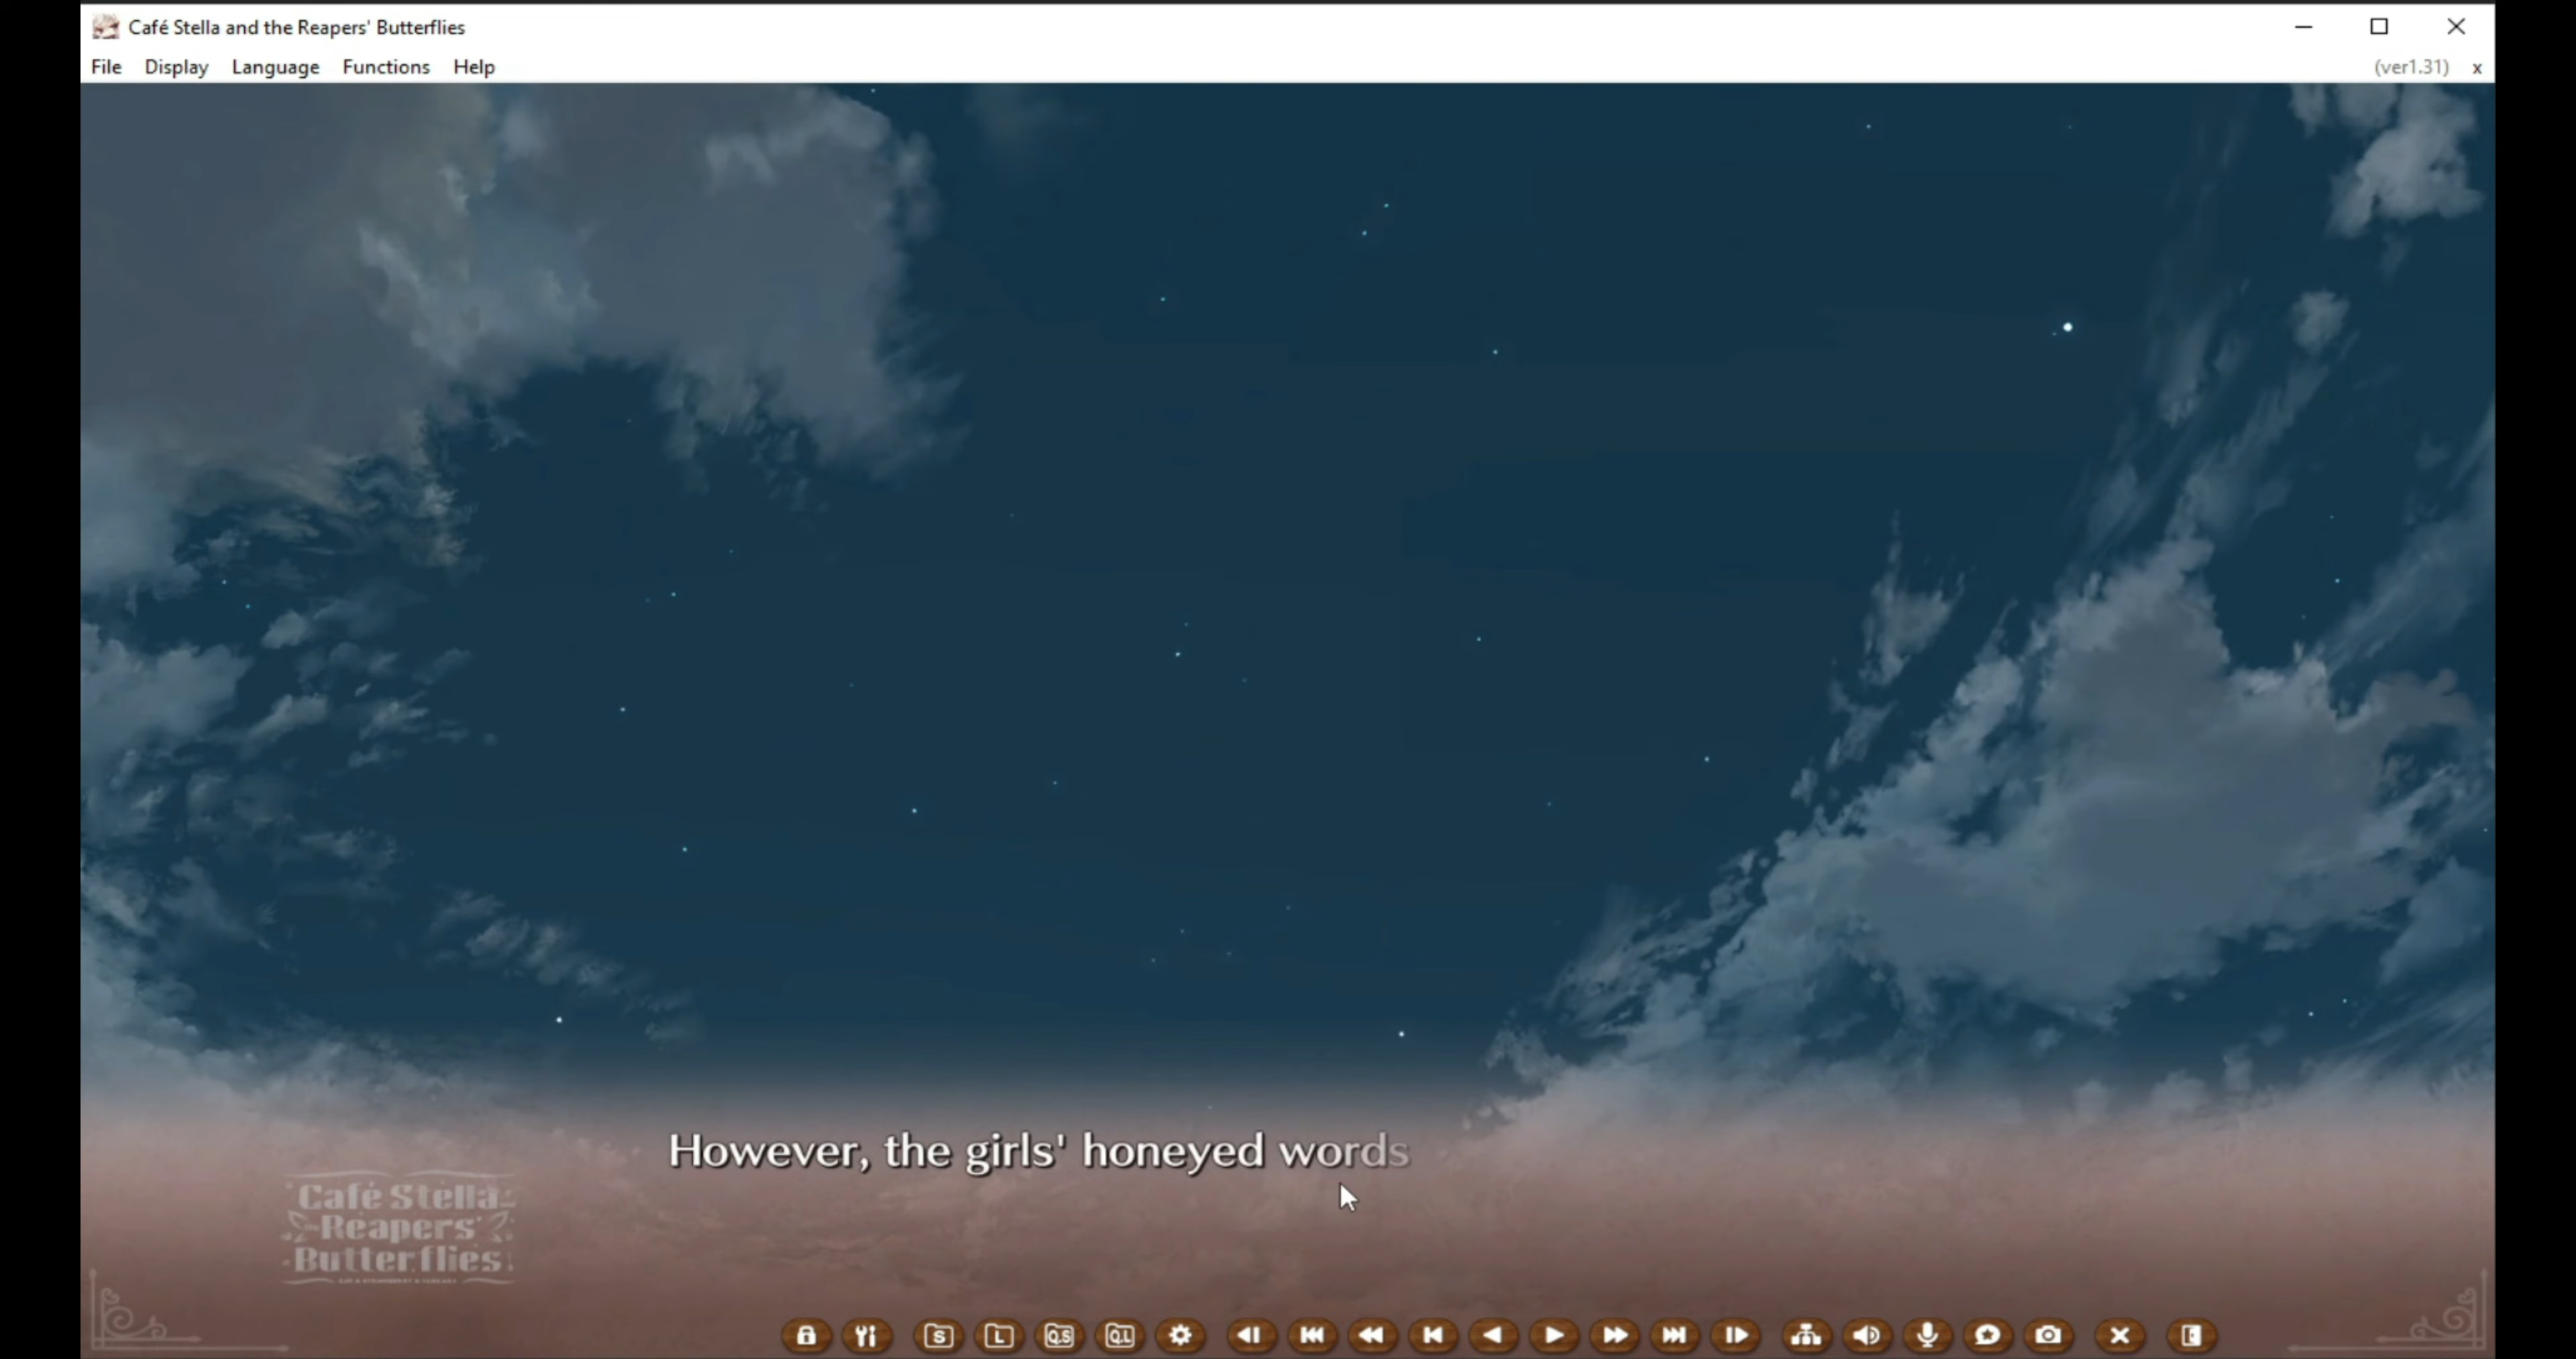 Café Stella and the Reapers' Butterflies
File Display Language Functions Help (ver1.31) x
However, the girls' honeyed words
Café Stella
the Reapers'
Butterflies
S L Q.S Q.L